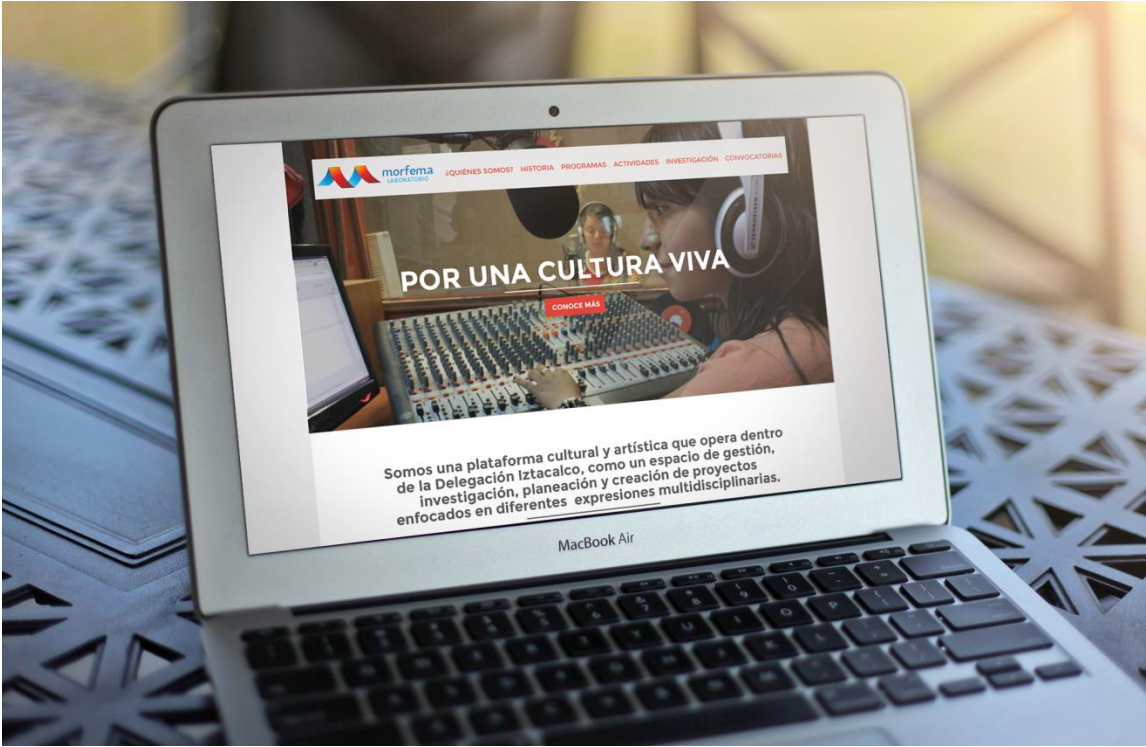 morfema
LABORATORIO
¿QUIÉNES SOMOS? HISTORIA PROGRAMAS ACTIVIDADES INVESTIGACIÓN CONVOCATORIAS
POR UNA CULTURA VIVA
CONOCE MÁS
Somos una plataforma cultural y artística que opera dentro
de la Delegación Iztacalco, como un espacio de gestión,
investigación, planeación y creación de proyectos
enfocados en diferentes expresiones multidisciplinarias.
MacBook Air